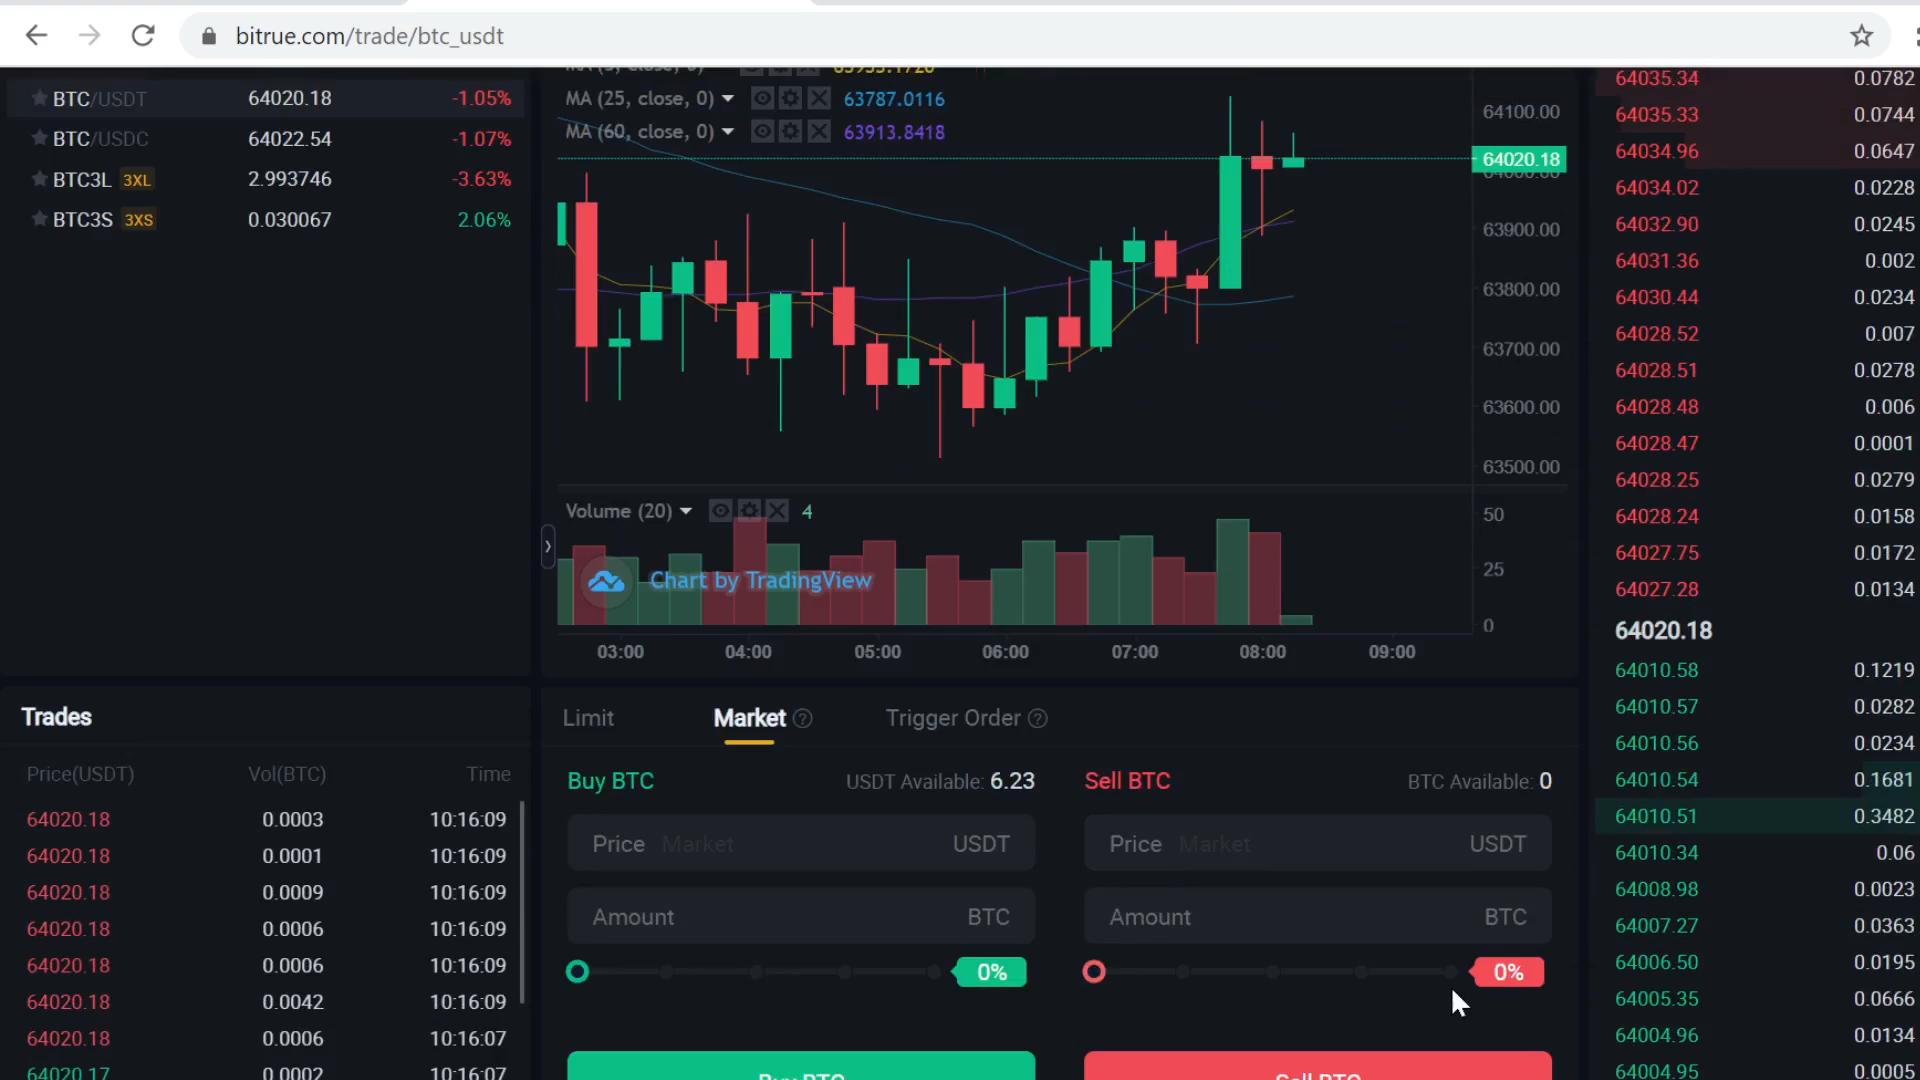 bitrue.com/trade/btc_usdt
BTC/USDT 64020.18 -1.05%
BTC/USDC 64022.54 -1.07%
BTC3L 3XL 2.993746 -3.63%
BTC3S 3XS 0.030067 2.06%
MA (25, close, 0) 63787.0116
MA (60, close, 0) 63913.8418
64100.00
64020.18
63900.00
63800.00
63700.00
63600.00
63500.00
Volume (20) 4
50
25
0
Chart by TradingView
03:00 04:00 05:00 06:00 07:00 08:00 09:00
64035.34 0.0782
64035.33 0.0744
64034.96 0.0647
64034.02 0.0228
64032.90 0.0245
64031.36 0.002
64030.44 0.0234
64028.52 0.007
64028.51 0.0278
64028.48 0.006
64028.47 0.0001
64028.25 0.0279
64028.24 0.0158
64027.75 0.0172
64027.28 0.0134
64020.18
64010.58 0.1219
64010.57 0.0282
64010.56 0.0234
64010.54 0.1681
64010.51 0.3482
64010.34 0.06
64008.98 0.0023
64007.27 0.0363
64006.50 0.0195
64005.35 0.0666
64004.96 0.0134
64004.95 0.0005
Trades
Price(USDT) Vol(BTC) Time
64020.18 0.0003 10:16:09
64020.18 0.0001 10:16:09
64020.18 0.0009 10:16:09
64020.18 0.0006 10:16:09
64020.18 0.0006 10:16:09
64020.18 0.0042 10:16:09
64020.18 0.0006 10:16:07
64020.17 0.0002 10:16:07
Limit Market ? Trigger Order ?
Buy BTC USDT Available: 6.23
Price Market USDT
Amount BTC
0%
Buy BTC
Sell BTC BTC Available: 0
Price Market USDT
Amount BTC
0%
Sell BTC